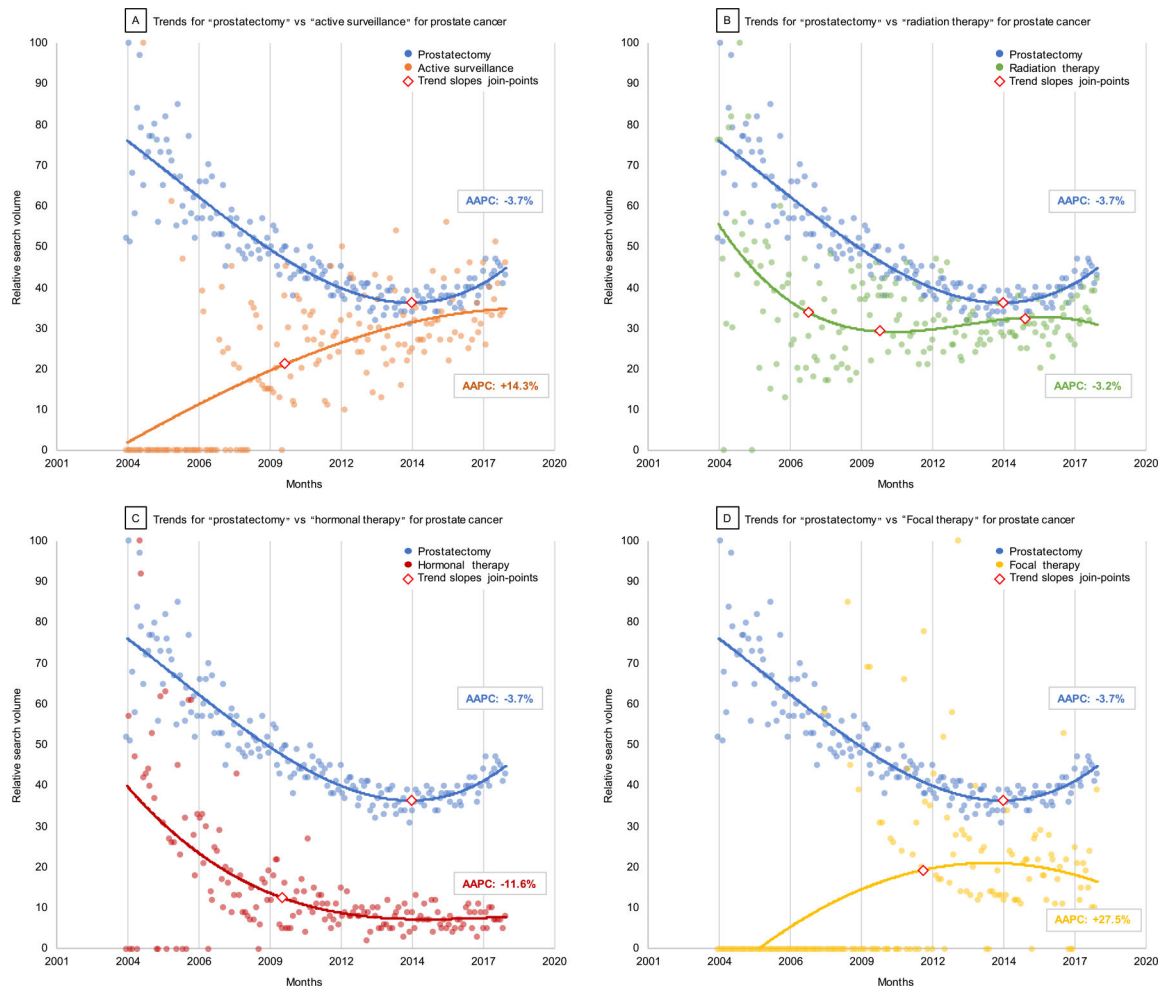 A Trends for "prostatectomy" vs "active surveillance" for prostate cancer
100
90
80
70
60
50
40
30
20
10
0
Relative search volume
Prostatectomy
Active surveillance
Trend slopes join-points
AAPC: -3.7%
AAPC: +14.3%
2001 2004 2006 2009 2012 2014 2017 2020
Months
B Trends for "prostatectomy" vs "radiation therapy" for prostate cancer
100
90
80
70
60
50
40
30
20
10
0
Relative search volume
Prostatectomy
Radiation therapy
Trend slopes join-points
AAPC: -3.7%
AAPC: -3.2%
2001 2004 2006 2009 2012 2014 2017 2020
Months
C Trends for "prostatectomy" vs "hormonal therapy" for prostate cancer
100
90
80
70
60
50
40
30
20
10
0
Relative search volume
Prostatectomy
Hormonal therapy
Trend slopes join-points
AAPC: -3.7%
AAPC: -11.6%
2001 2004 2006 2009 2012 2014 2017 2020
Months
D Trends for "prostatectomy" vs "Focal therapy" for prostate cancer
100
90
80
70
60
50
40
30
20
10
0
Relative search volume
Prostatectomy
Focal therapy
Trend slopes join-points
AAPC: -3.7%
AAPC: +27.5%
2001 2004 2006 2009 2012 2014 2017 2020
Months